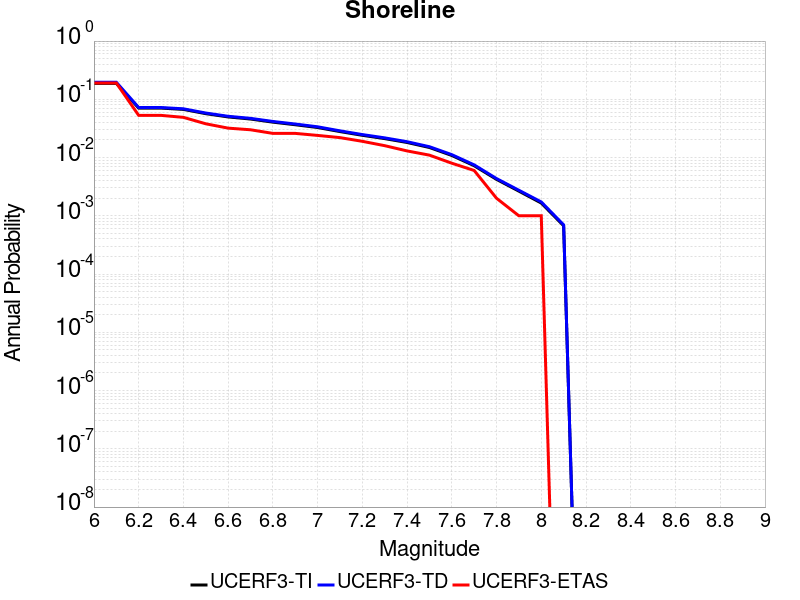 Shoreline
10^0
10^-1
10^-2
10^-3
10^-4
10^-5
10^-6
10^-7
10^-8
Annual Probability
6 6.2 6.4 6.6 6.8 7 7.2 7.4 7.6 7.8 8 8.2 8.4 8.6 8.8 9
Magnitude
UCERF3-TI UCERF3-TD UCERF3-ETAS